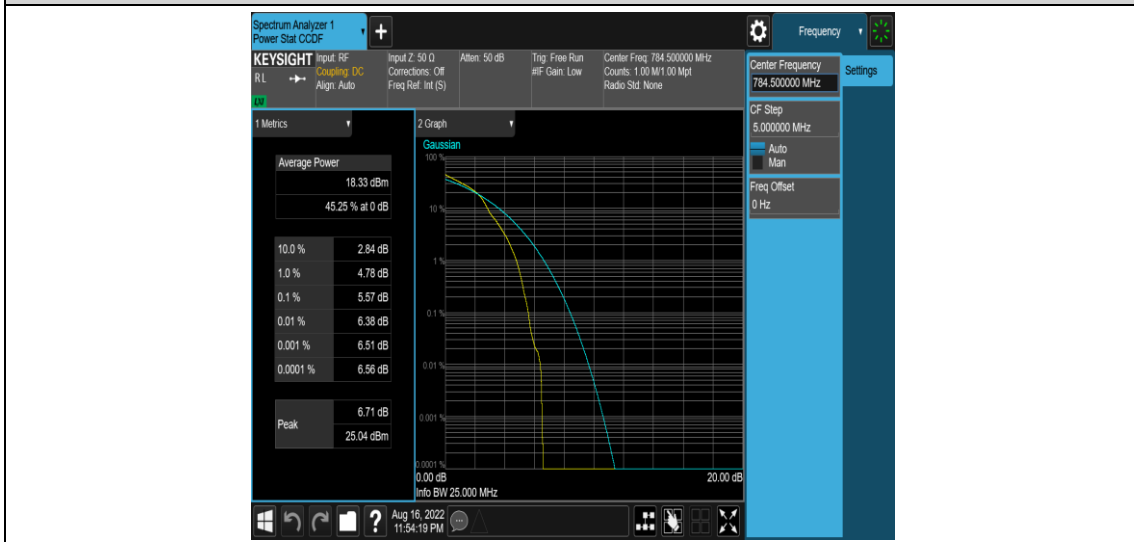 Spectrum Analyzer 1
Power Stat CCDF
+
Frequency
KEYSIGHT
RL
LXI
Input: RF
Coupling: DC
Align: Auto
Input Z: 50 Ω
Corrections: Off
Freq Ref: Int (S)
Atten: 50 dB
Trig: Free Run
#IF Gain: Low
Center Freq: 784.500000 MHz
Counts: 1.00 M/1.00 Mpt
Radio Std: None
Center Frequency
784.500000 MHz
Settings
CF Step
5.000000 MHz
Auto
Man
Freq Offset
0 Hz
1 Metrics
Average Power
18.33 dBm
45.25 % at 0 dB
10.0 % 2.84 dB
1.0 % 4.78 dB
0.1 % 5.57 dB
0.01 % 6.38 dB
0.001 % 6.51 dB
0.0001 % 6.56 dB
Peak
6.71 dB
25.04 dBm
2 Graph
Gaussian
100 %
10 %
1 %
0.1 %
0.01 %
0.001 %
0.0001 %
0.00 dB 20.00 dB
Info BW 25.000 MHz
?
Aug 16, 2022
11:54:19 PM